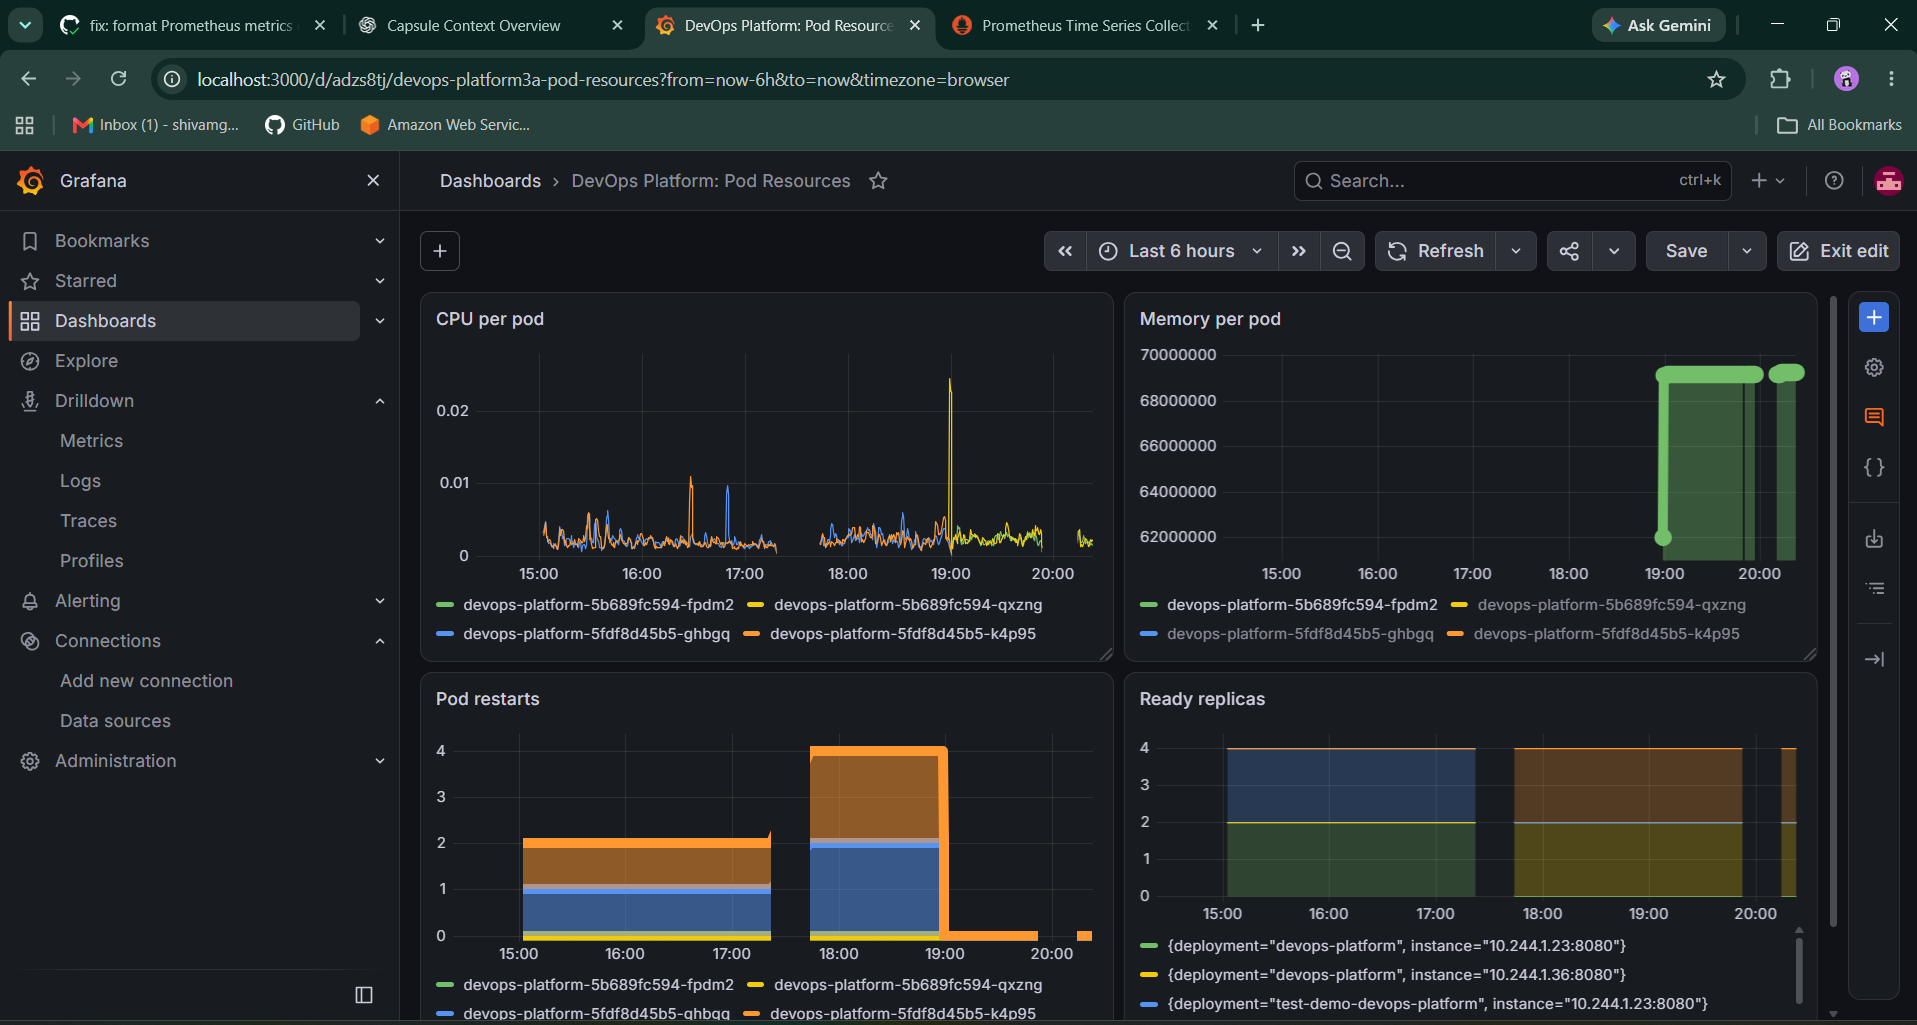 fix: format Prometheus metrics
Capsule Context Overview
DevOps Platform: Pod Resource
Prometheus Time Series Collect
Ask Gemini
localhost:3000/d/adzs8tj/devops-platform3a-pod-resources?from=now-6h&to=now&timezone=browser
Inbox (1) - shivamg...
GitHub
Amazon Web Servic...
All Bookmarks
Grafana
Dashboards › DevOps Platform: Pod Resources
Search...
ctrl+k
Bookmarks
Starred
Dashboards
Explore
Drilldown
Metrics
Logs
Traces
Profiles
Alerting
Connections
Add new connection
Data sources
Administration
Last 6 hours
Refresh
Save
Exit edit
CPU per pod
0.02
0.01
0
15:00 16:00 17:00 18:00 19:00 20:00
devops-platform-5b689fc594-fpdm2 devops-platform-5b689fc594-qxzng
devops-platform-5fdf8d45b5-ghbgq devops-platform-5fdf8d45b5-k4p95
Memory per pod
70000000
68000000
66000000
64000000
62000000
15:00 16:00 17:00 18:00 19:00 20:00
devops-platform-5b689fc594-fpdm2 devops-platform-5b689fc594-qxzng
devops-platform-5fdf8d45b5-ghbgq devops-platform-5fdf8d45b5-k4p95
Pod restarts
4
3
2
1
0
15:00 16:00 17:00 18:00 19:00 20:00
devops-platform-5b689fc594-fpdm2 devops-platform-5b689fc594-qxzng
devops-platform-5fdf8d45b5-ghbgq devops-platform-5fdf8d45b5-k4p95
Ready replicas
4
3
2
1
0
15:00 16:00 17:00 18:00 19:00 20:00
{deployment="devops-platform", instance="10.244.1.23:8080"}
{deployment="devops-platform", instance="10.244.1.36:8080"}
{deployment="test-demo-devops-platform", instance="10.244.1.23:8080"}